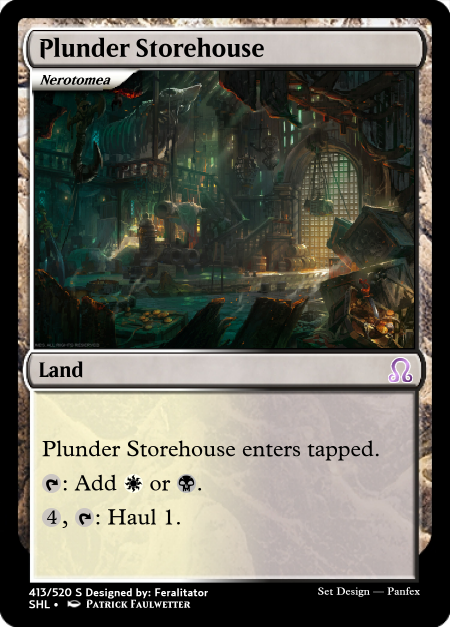 Plunder Storehouse
Nerotomea
Land
Plunder Storehouse enters tapped.
: Add or .
4, : Haul 1.
413/520 S Designed by: Feralitator
SHL • Patrick Faulwetter
Set Design — Panfex